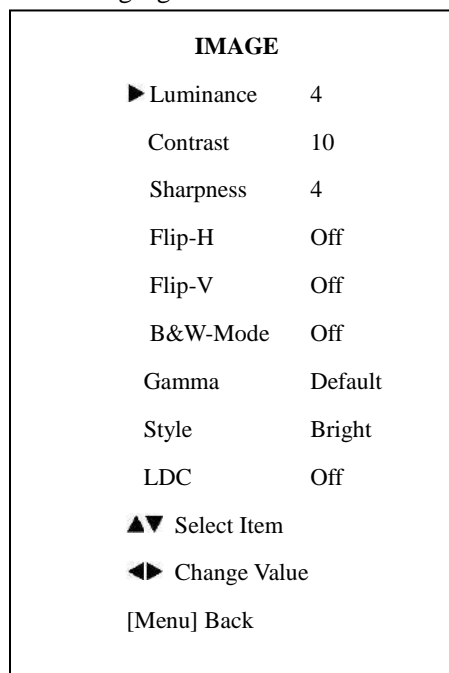 IMAGE
▶ Luminance 4
Contrast 10
Sharpness 4
Flip-H Off
Flip-V Off
B&W-Mode Off
Gamma Default
Style Bright
LDC Off
▲▼ Select Item
◀▶ Change Value
[Menu] Back